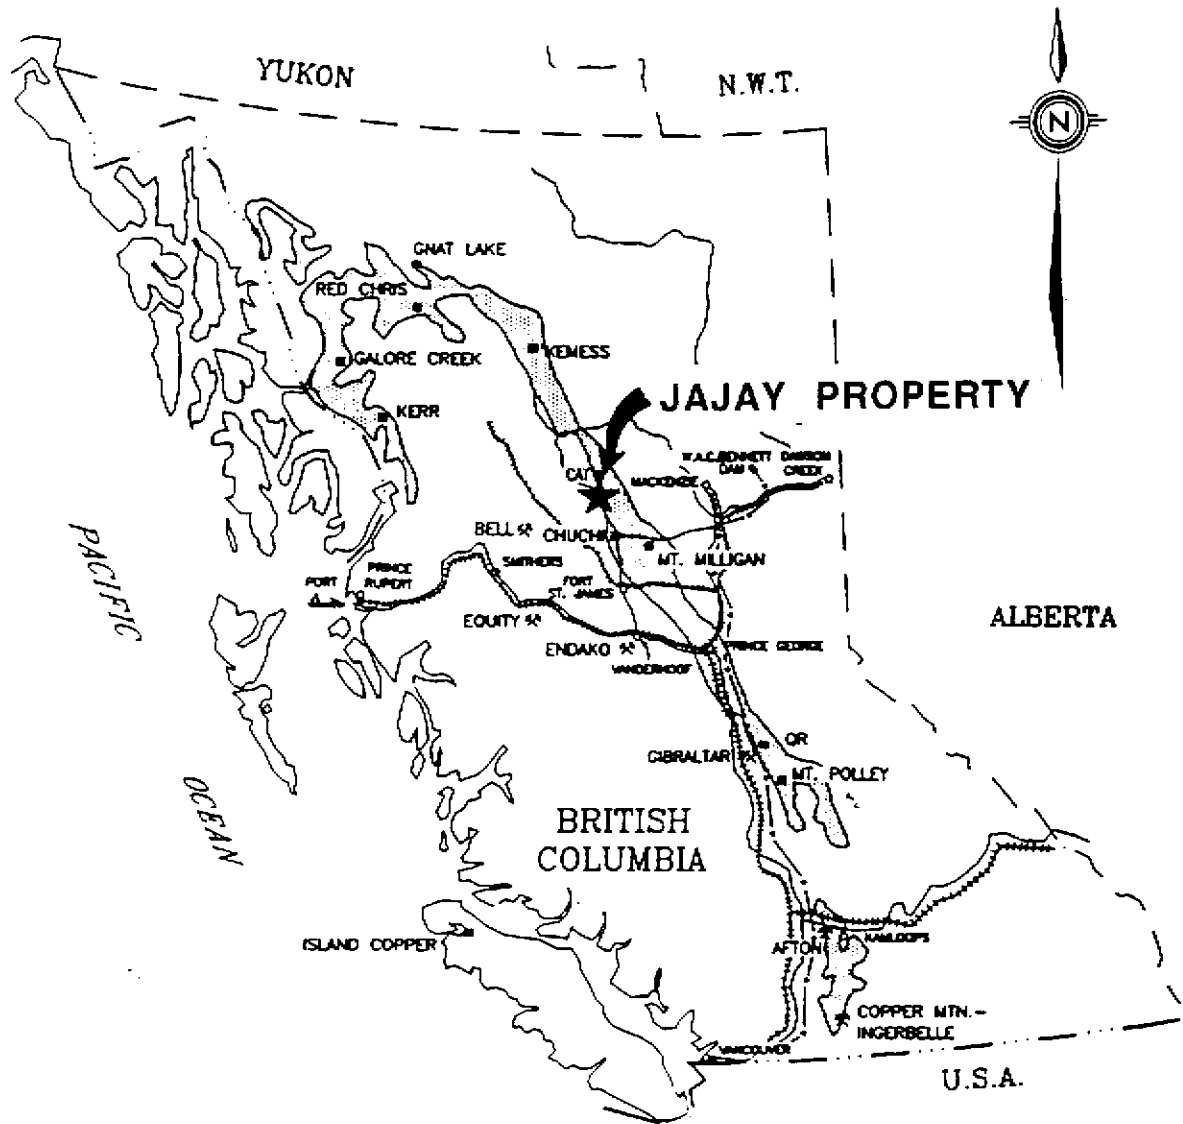 YUKON
N.W.T.
N
GNAT LAKE
RED CHRIS
GALORE CREEK
KEMESS
JAJAY PROPERTY
KERR
W.A.C. BENNETT
DAM
DAWSON
CREEK
CAT
MACKENZIE
BELL
CHUCHI
MT. MILLIGAN
PACIFIC
SMITHERS
PRINCE
RUPERT
PORT
FORT
ST. JAMES
EQUITY
ALBERTA
ENDAKO
PRINCE GEORGE
VANDERHOOF
QR
GIBRALTAR
MT. POLLEY
OCEAN
BRITISH
COLUMBIA
ISLAND COPPER
AFTON
KAMLOOPS
COPPER MTN.-
INGERBELLE
VANCOUVER
U.S.A.